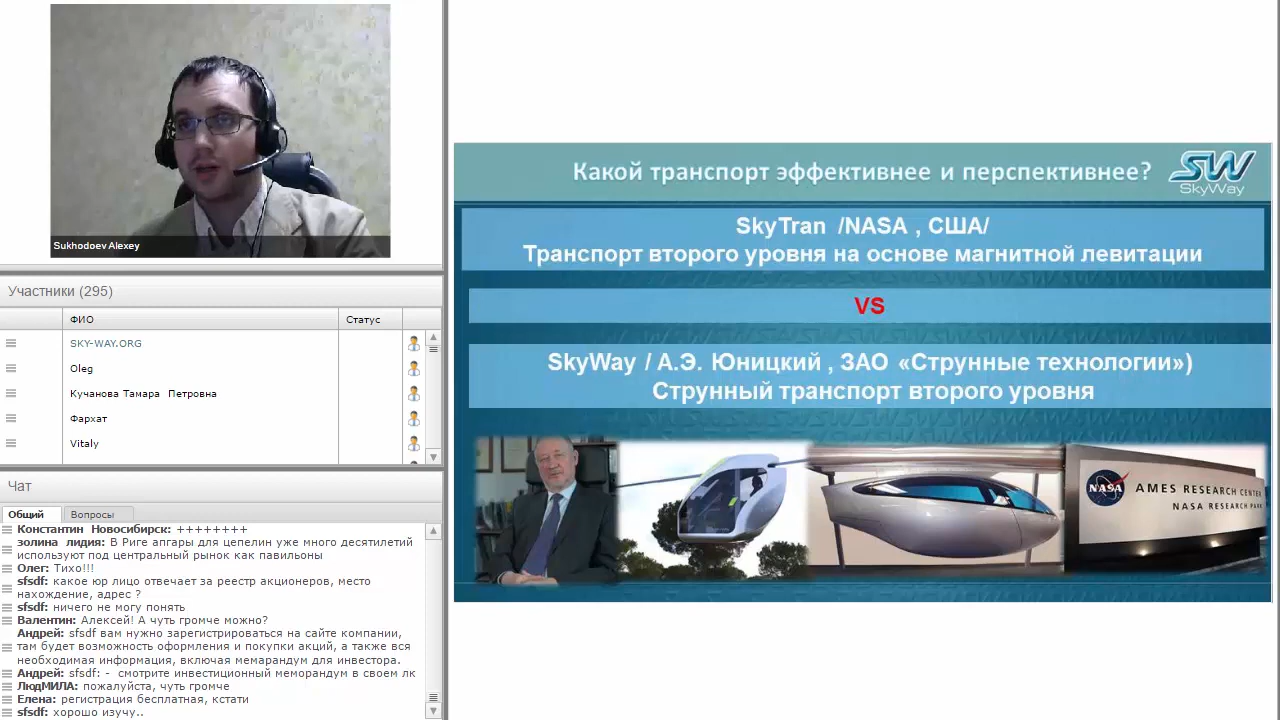 Sukhodoev Alexey
Участники (295)
ФИО
Статус
SKY-WAY.ORG
Oleg
Кучанова Тамара Петровна
Фархат
Vitaly
Чат
Общий
Вопросы
Константин Новосибирск: ++++++++
золина лидия: В Риге апгары для цепелин уже много десятилетий
используют под центральный рынок как павильоны
Олег: Тихо!!!
sfsdf: какое юр лицо отвечает за реестр акционеров, место
нахождение, адрес ?
sfsdf: ничего не могу понять
Валентин: Алексей! А чуть громче можно?
Андрей: sfsdf вам нужно зарегистрироваться на сайте компании,
там будет возможность оформления и покупки акций, а также вся
необходимая информация, включая мемарандум для инвестора.
Андрей: sfsdf: - смотрите инвестиционный меморандум в своем лк
ЛюдМИЛА: пожалуйста, чуть громче
Елена: регистрация бесплатная, кстати
sfsdf: хорошо изучу..
Какой транспорт эффективнее и перспективнее?
SW
SkyWay
SkyTran /NASA , США/
Транспорт второго уровня на основе магнитной левитации
VS
SkyWay / А.Э. Юницкий , ЗАО «Струнные технологии»)
Струнный транспорт второго уровня
NASA
AMES RESEARCH CENTER
NASA RESEARCH PARK